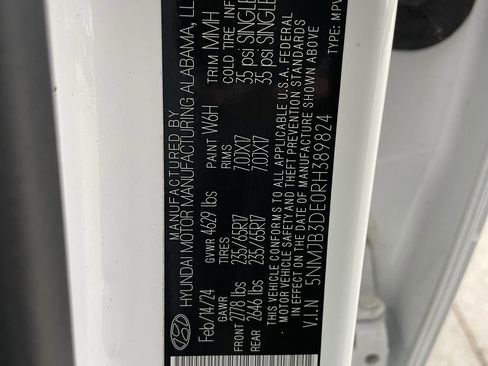 MANUFACTURED BY
HYUNDAI MOTOR MANUFACTURING ALABAMA, LL
Feb/14/24 GVWR 4629 lbs PAINT W6H TRIM MMH
GAWR TIRES RIMS COLD TIRE INF
FRONT 2778 lbs 235/65R17 7.0JX17 35 psi SINGLE
REAR 2646 lbs 235/65R17 7.0JX17 35 psi SINGLE
THIS VEHICLE CONFORMS TO ALL APPLICABLE U.S.A. FEDERAL
MOTOR VEHICLE SAFETY AND THEFT PREVENTION STANDARDS
IN EFFECT ON THE DATE OF MANUFACTURE SHOWN ABOVE
V.I.N 5NMJB3DE0RH389824 TYPE: MPV